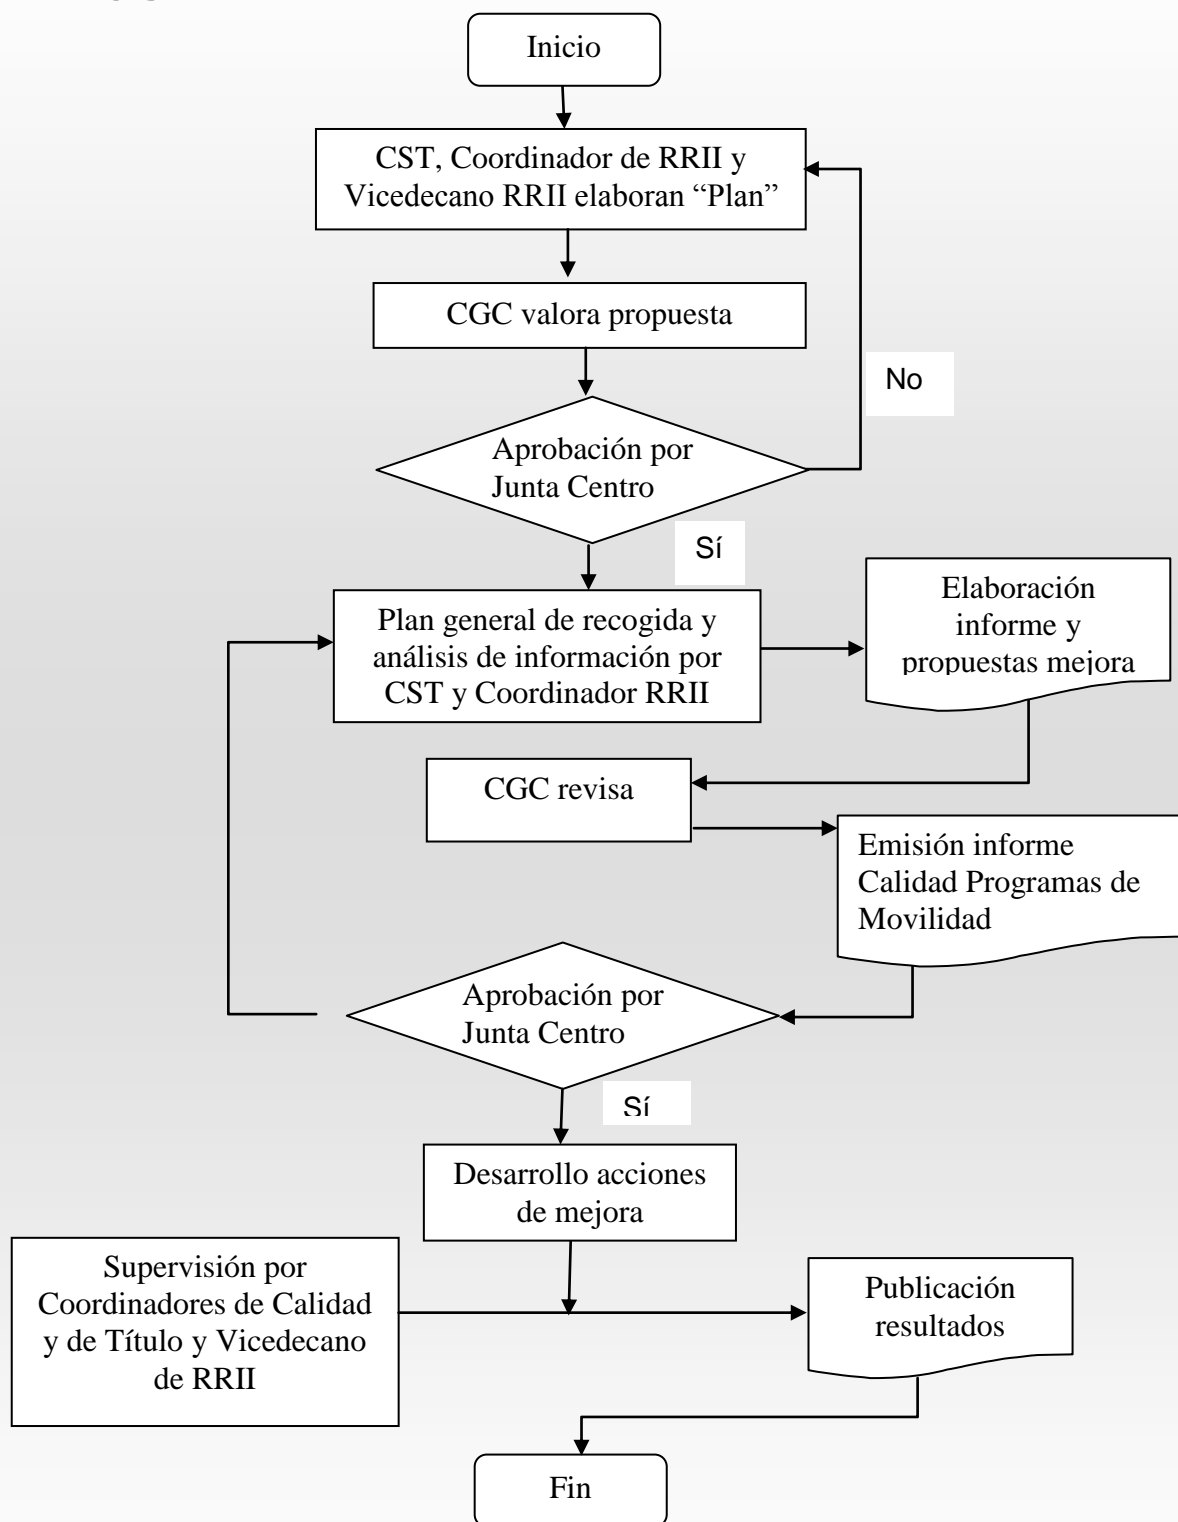 Inicio
CST, Coordinador de RRII y
Vicedecano RRII elaboran “Plan”
CGC valora propuesta
No
Aprobación por
Junta Centro
Sí
Plan general de recogida y
análisis de información por
CST y Coordinador RRII
Elaboración
informe y
propuestas mejora
CGC revisa
Emisión informe
Calidad Programas de
Movilidad
Aprobación por
Junta Centro
Sí
Desarrollo acciones
de mejora
Supervisión por
Coordinadores de Calidad
y de Título y Vicedecano
de RRII
Publicación
resultados
Fin